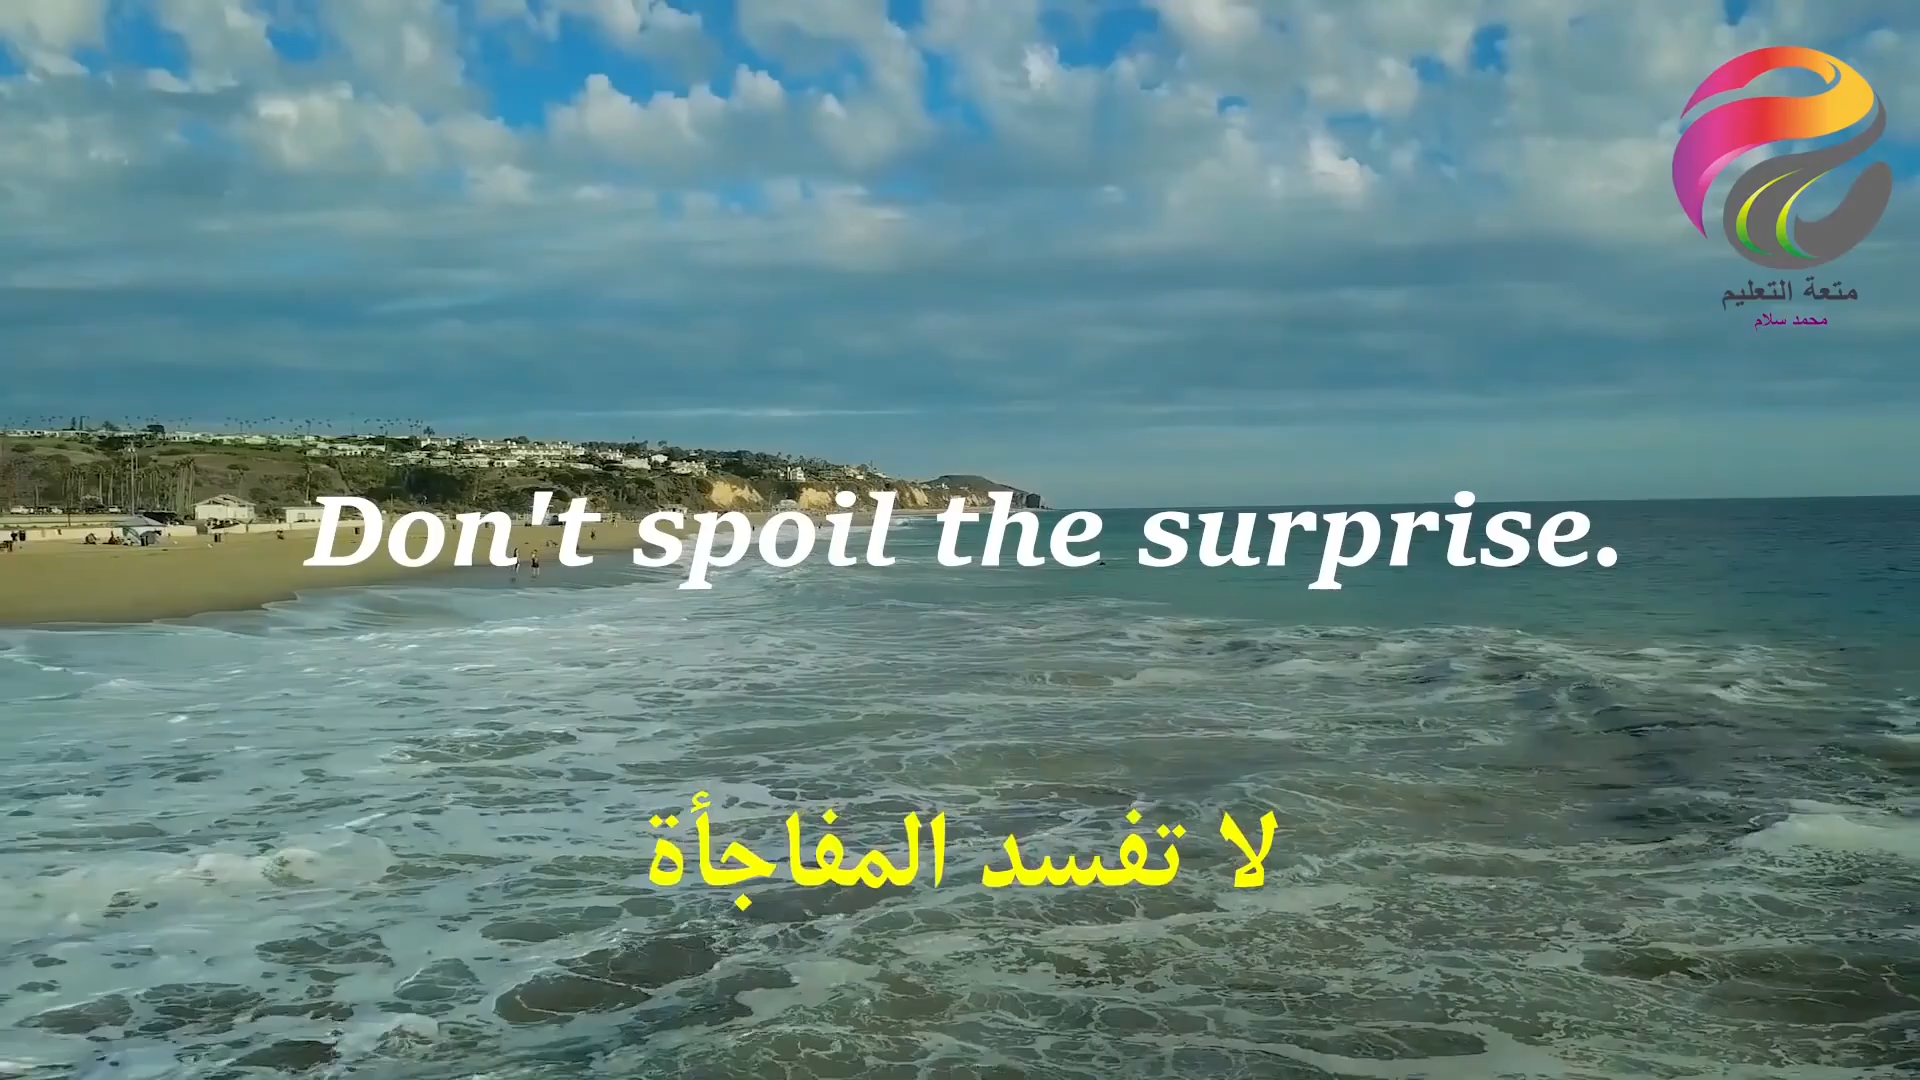 متعة التعليم
محمد سلام
Don't spoil the surprise.
لا تفسد المفاجأة